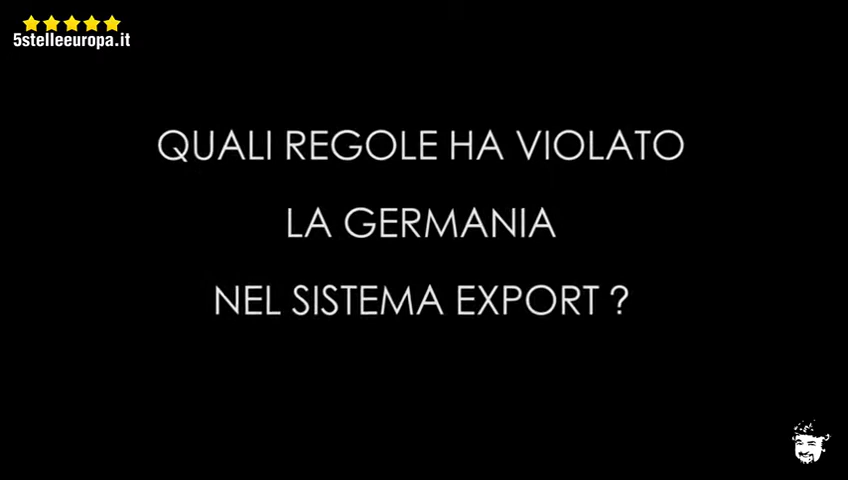 5stelleeuropa.it
QUALI REGOLE HA VIOLATO
LA GERMANIA
NEL SISTEMA EXPORT ?